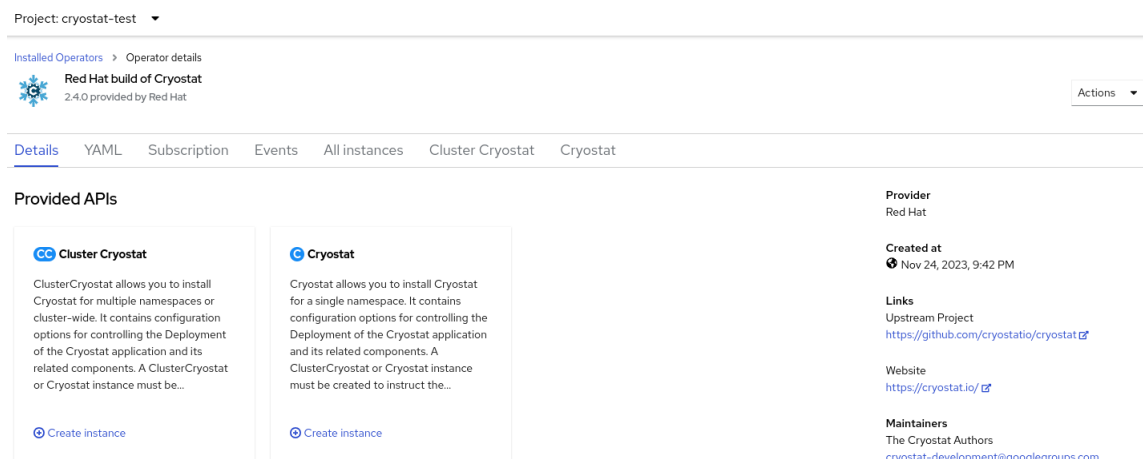 Project: cryostat-test
Installed Operators > Operator details
Red Hat build of Cryostat
2.4.0 provided by Red Hat
Actions
Details YAML Subscription Events All instances Cluster Cryostat Cryostat
Provided APIs
CC Cluster Cryostat
ClusterCryostat allows you to install
Cryostat for multiple namespaces or
cluster-wide. It contains configuration
options for controlling the Deployment
of the Cryostat application and its
related components. A ClusterCryostat
or Cryostat instance must be...
Create instance
C Cryostat
Cryostat allows you to install Cryostat
for a single namespace. It contains
configuration options for controlling the
Deployment of the Cryostat application
and its related components. A
ClusterCryostat or Cryostat instance
must be created to instruct the...
Create instance
Provider
Red Hat
Created at
Nov 24, 2023, 9:42 PM
Links
Upstream Project
https://github.com/cryostatio/cryostat
Website
https://cryostat.io/
Maintainers
The Cryostat Authors
cryostat-development@googlegroups.com